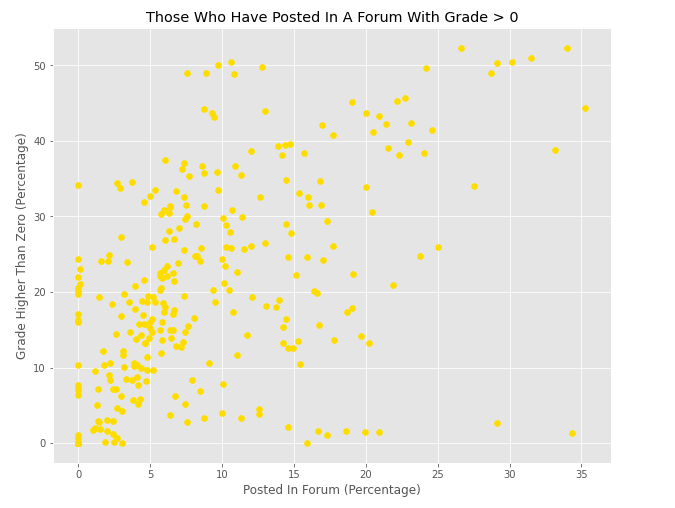 Those Who Have Posted In A Forum With Grade > 0
Grade Higher Than Zero (Percentage)
50
40
30
20
10
0
0 5 10 15 20 25 30 35
Posted In Forum (Percentage)